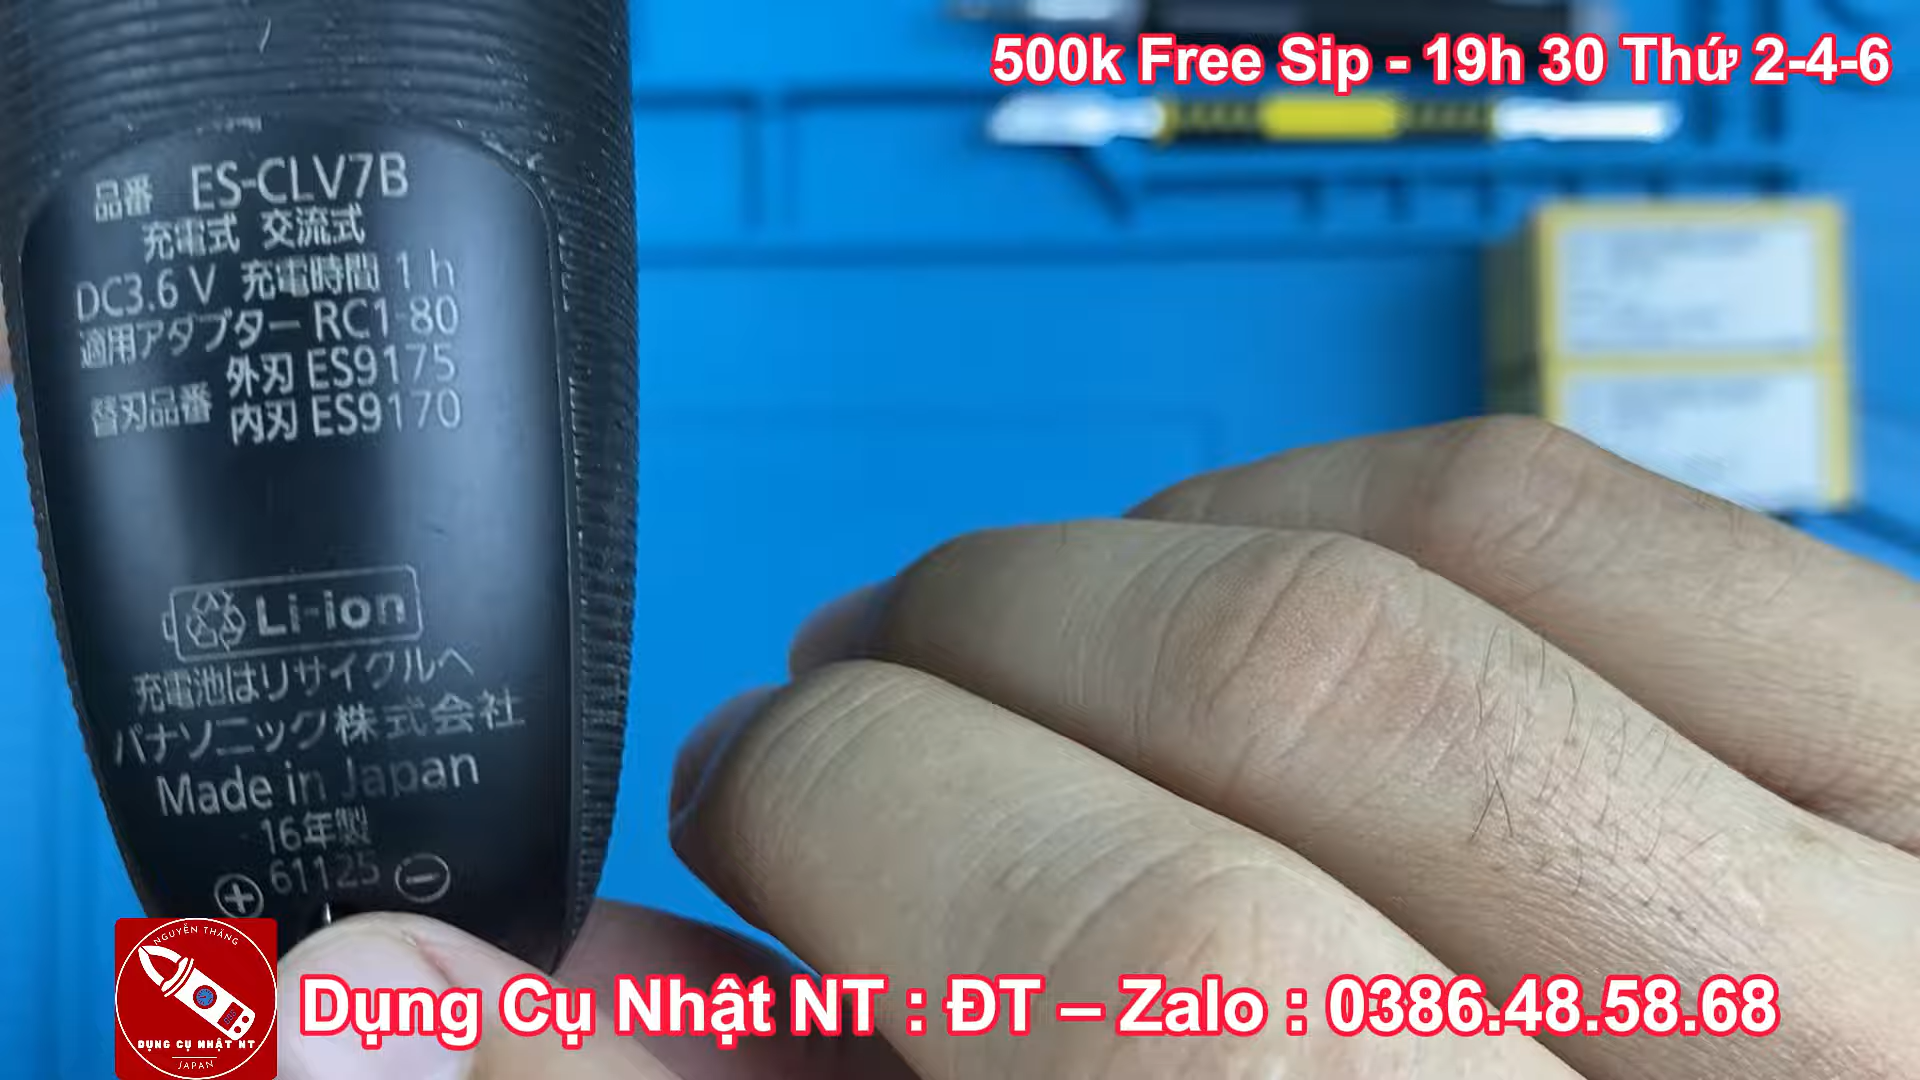 500k Free Sip - 19h 30 Thứ 2-4-6
品番 ES-CLV7B
充電式 交流式
DC3.6 V 充電時間 1 h
適用アダプター RC1-80
替刃品番 外刃 ES9175
内刃 ES9170
Li-ion
充電池はリサイクルへ
パナソニック株式会社
Made in Japan
16年製
61125
NGUYỄN THẮNG
DỤNG CỤ NHẬT NT
JAPAN
Dụng Cụ Nhật NT : ĐT – Zalo : 0386.48.58.68